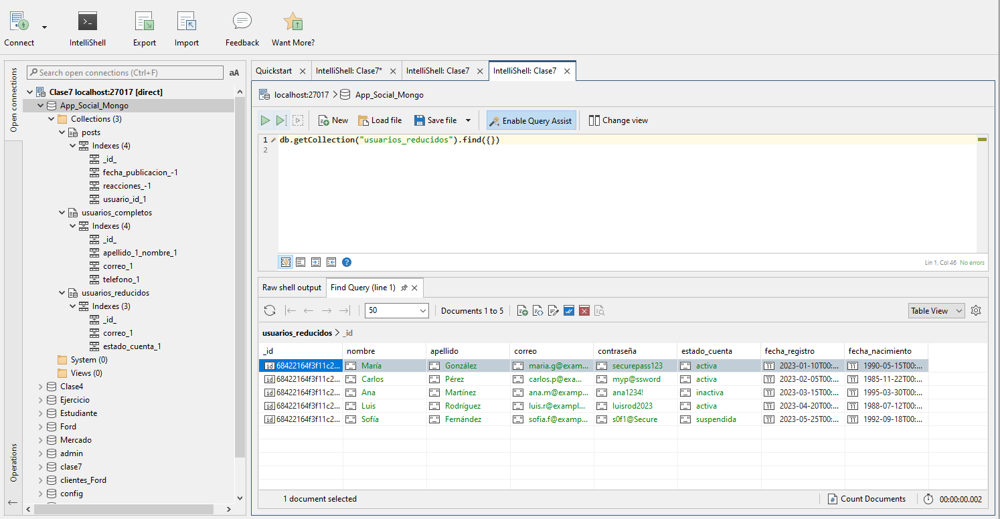 Connect
IntelliShell
Export
Import
Feedback
Want More?
Open connections
Operations
Search open connections (Ctrl+F)
aA
Clase7 localhost:27017 [direct]
App_Social_Mongo
Collections (3)
posts
Indexes (4)
_id_
fecha_publicacion_-1
reacciones_-1
usuario_id_1
usuarios_completos
Indexes (4)
_id_
apellido_1_nombre_1
correo_1
telefono_1
usuarios_reducidos
Indexes (3)
_id_
correo_1
estado_cuenta_1
System (0)
Views (0)
Clase4
Ejercicio
Estudiante
Ford
Mercado
admin
clase7
clientes_Ford
config
Quickstart
IntelliShell: Clase7*
IntelliShell: Clase7
IntelliShell: Clase7
localhost:27017
App_Social_Mongo
New
Load file
Save file
Enable Query Assist
Change view
1 db.getCollection("usuarios_reducidos").find({})
2
Lin 1, Col 46 No errors
Raw shell output
Find Query (line 1)
50
Documents 1 to 5
Table View
usuarios_reducidos
_id
_id nombre apellido correo contraseña estado_cuenta fecha_registro fecha_nacimiento
id 68422164f3f11c2... María González maria.g@exam... securepass123 activa 2023-01-10T00:... 1990-05-15T00:...
id 68422164f3f11c2... Carlos Pérez carlos.p@exa... myp@ssword activa 2023-02-05T00:... 1985-11-22T00:...
id 68422164f3f11c2... Ana Martínez ana.m@examp... ana1234! inactiva 2023-03-15T00:... 1995-03-30T00:...
id 68422164f3f11c2... Luis Rodríguez luis.r@exampl... luisrod2023 activa 2023-04-20T00:... 1988-07-12T00:...
id 68422164f3f11c2... Sofía Fernández sofia.f@examp... s0f1@Secure suspendida 2023-05-25T00:... 1992-09-18T00:...
1 document selected
Count Documents
00:00:00.002